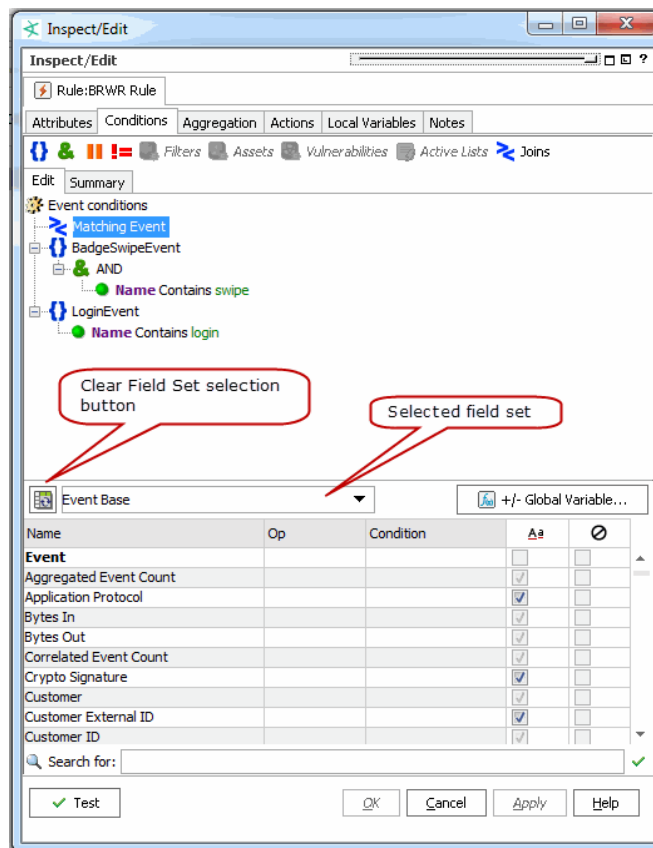 Inspect/Edit
Inspect/Edit
?
Rule:BRWR Rule
Attributes Conditions Aggregation Actions Local Variables Notes
{} & != Filters Assets Vulnerabilities Active Lists Joins
Edit Summary
Event conditions
Matching Event
{} BadgeSwipeEvent
& AND
Name Contains swipe
{} LoginEvent
Name Contains login
Clear Field Set selection
button
Selected field set
Event Base +/- Global Variable...
Name Op Condition Aa
Event
Aggregated Event Count
Application Protocol
Bytes In
Bytes Out
Correlated Event Count
Crypto Signature
Customer
Customer External ID
Customer ID
Search for:
Test OK Cancel Apply Help